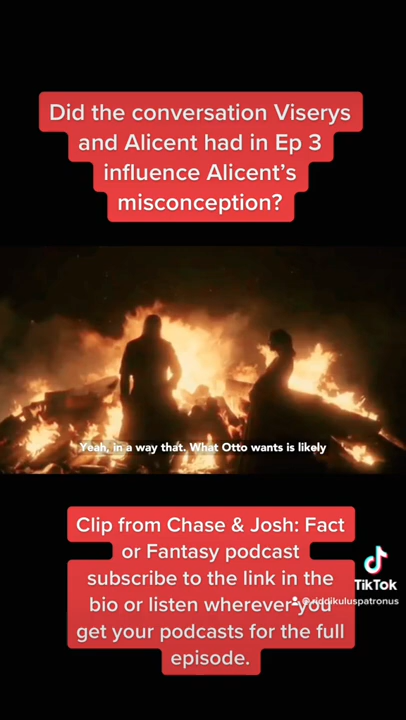 Did the conversation Viserys
and Alicent had in Ep 3
influence Alicent's
misconception?
Yeah, in a way that. What Otto wants is likely
Clip from Chase & Josh: Fact
or Fantasy podcast
subscribe to the link in the
bio or listen wherever you
get your podcasts for the full
episode.
TikTok
@riddikuluspatronus